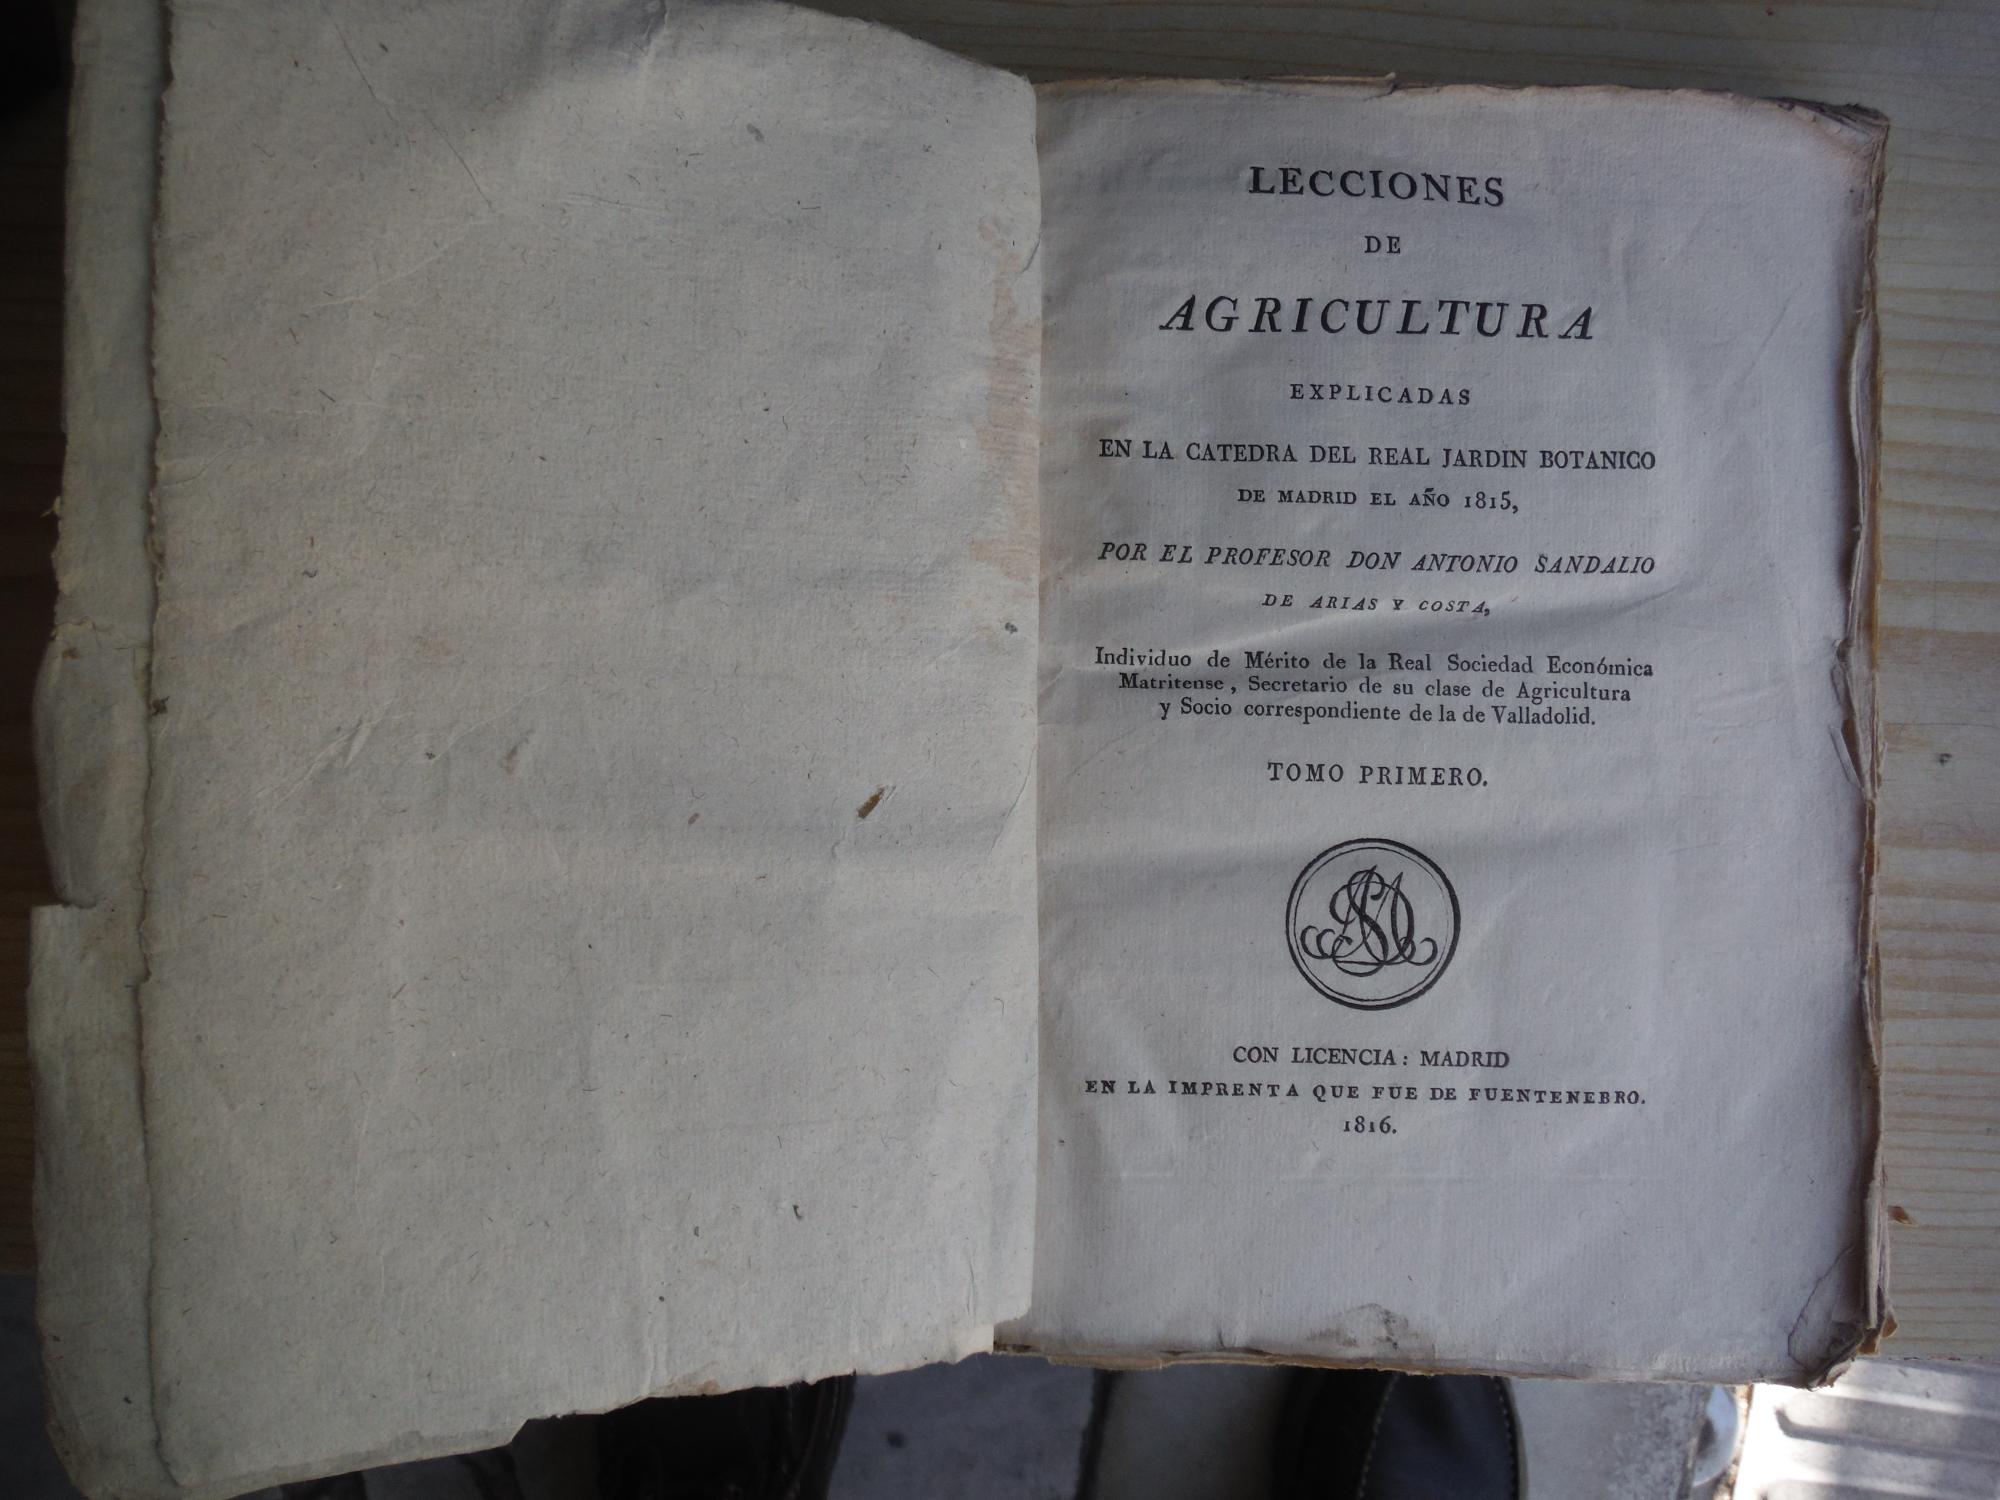 LECCIONES
DE
AGRICULTURA
EXPLICADAS
EN LA CATEDRA DEL REAL JARDIN BOTANICO
DE MADRID EL AÑO 1815,
POR EL PROFESOR DON ANTONIO SANDALIO
DE ARIAS Y COSTA,
Individuo de Mérito de la Real Sociedad Económica
Matritense, Secretario de su clase de Agricultura
y Socio correspondiente de la de Valladolid.
TOMO PRIMERO.
CON LICENCIA: MADRID
EN LA IMPRENTA QUE FUE DE FUENTENEBRO.
1816.